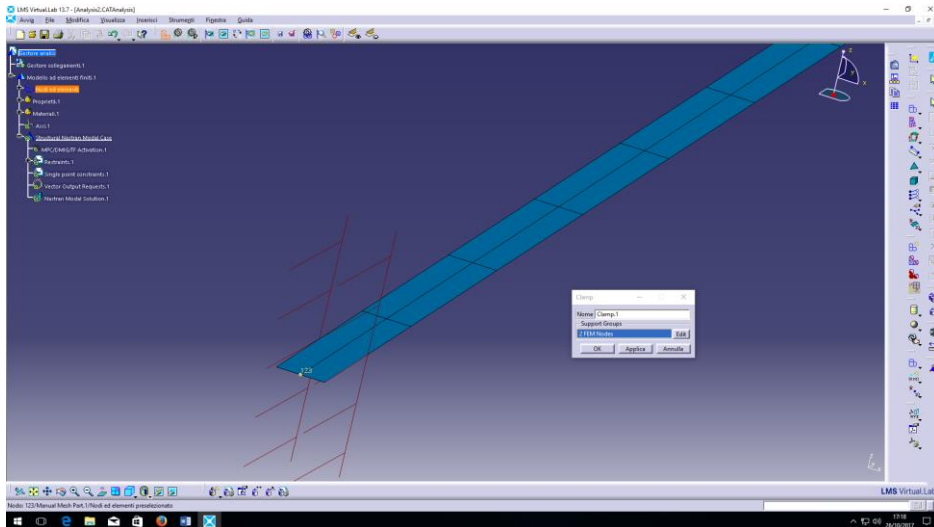 LMS Virtual.Lab 13.7 - [Analysis2.CATAnalysis]
Avvia File Modifica Visualizza Inserisci Strumenti Finestra Guida
Gestore analisi
Gestore collegamenti.1
Modello ad elementi finiti.1
Nodi ed elementi
Proprietà.1
Materiali.1
Assi.1
Structural Nastran Modal Case
MPC/DMIG/TF Activation.1
Restraints.1
Single point constraints.1
Vector Output Requests.1
Nastran Modal Solution.1
z
y
x
123
Clamp
Name Clamp.1
Support Groups
2 FEM Nodes Edit
OK Applica Annulla
LMS Virtual.Lab
Nodo: 123/Manual Mesh Part.1/Nodi ed elementi preselezionato
17:18
26/10/2017